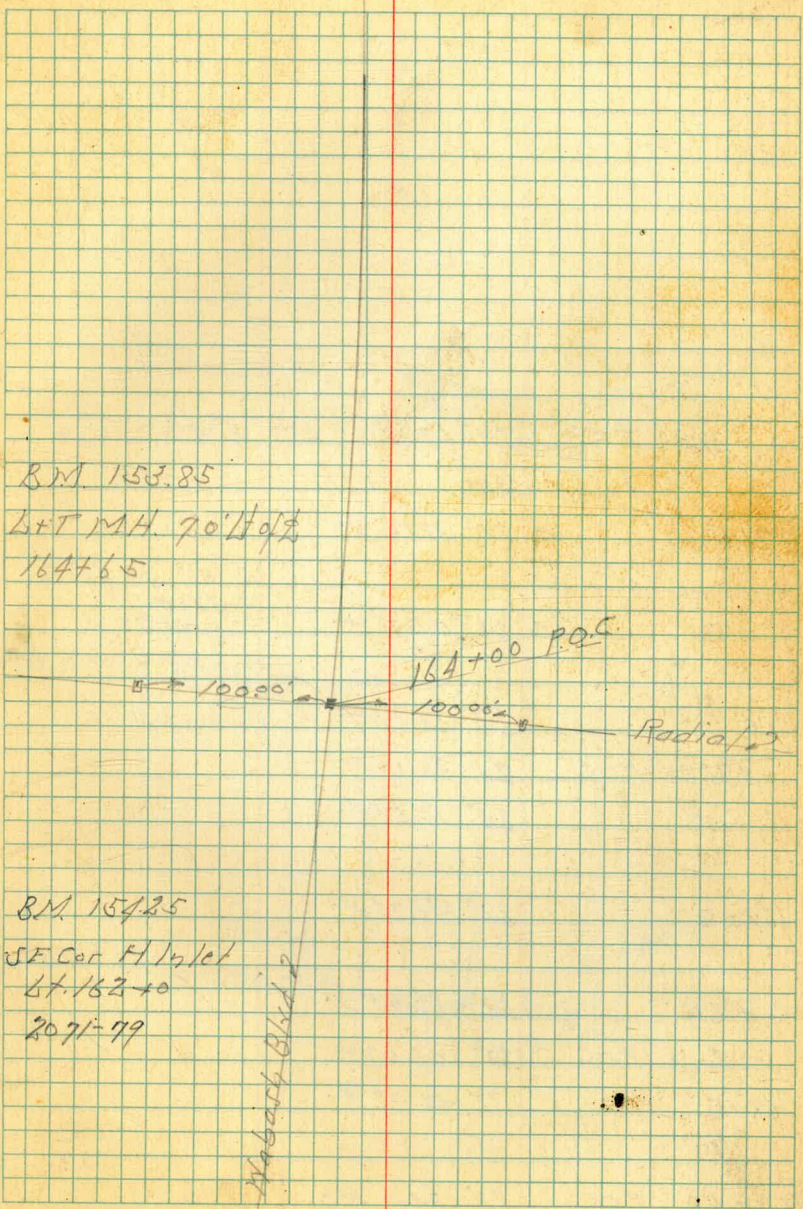 B.M. 153.85
L+T M.H. 70' Lt of ℄
164+65
164+00 P.O.C.
100.00'
100.00'
Radial
B.M. 154.25
SE Cor Inlet
Lt. 162+0
2071-79
Wabash Blvd